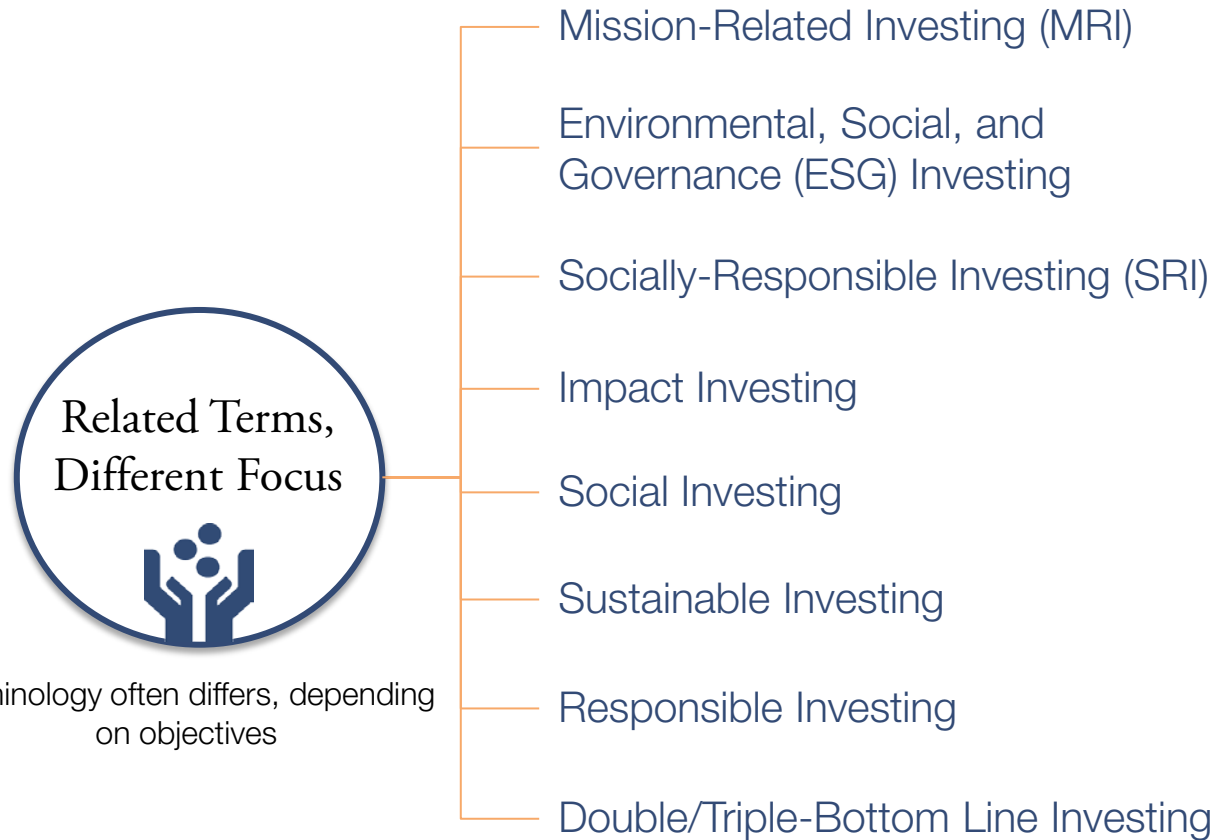 Mission-Related Investing (MRI)
Environmental, Social, and
Governance (ESG) Investing
Socially-Responsible Investing (SRI)
Related Terms,
Different Focus
Impact Investing
Social Investing
Sustainable Investing
often differs, depending
on objectives
Responsible Investing
Double/Triple-Bottom Line Investing